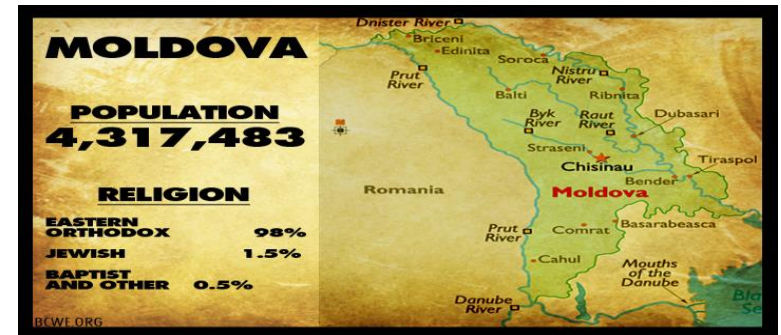 MOLDOVA
POPULATION
4,317,483
RELIGION
EASTERN
ORTHODOX 98%
JEWISH 1.5%
BAPTIST
AND OTHER 0.5%
BCWE.ORG
Dnister River
Briceni
Edinita
Soroca
Prut
River
Nistru
River
Balti
Ribnita
Byk
River
Raut
River
Dubasari
Straseni
Chisinau
Tiraspol
Bender
Romania
Moldova
Prut
River
Comrat
Basarabeasca
Cahul
Mouths
of the
Danube
Danube
River